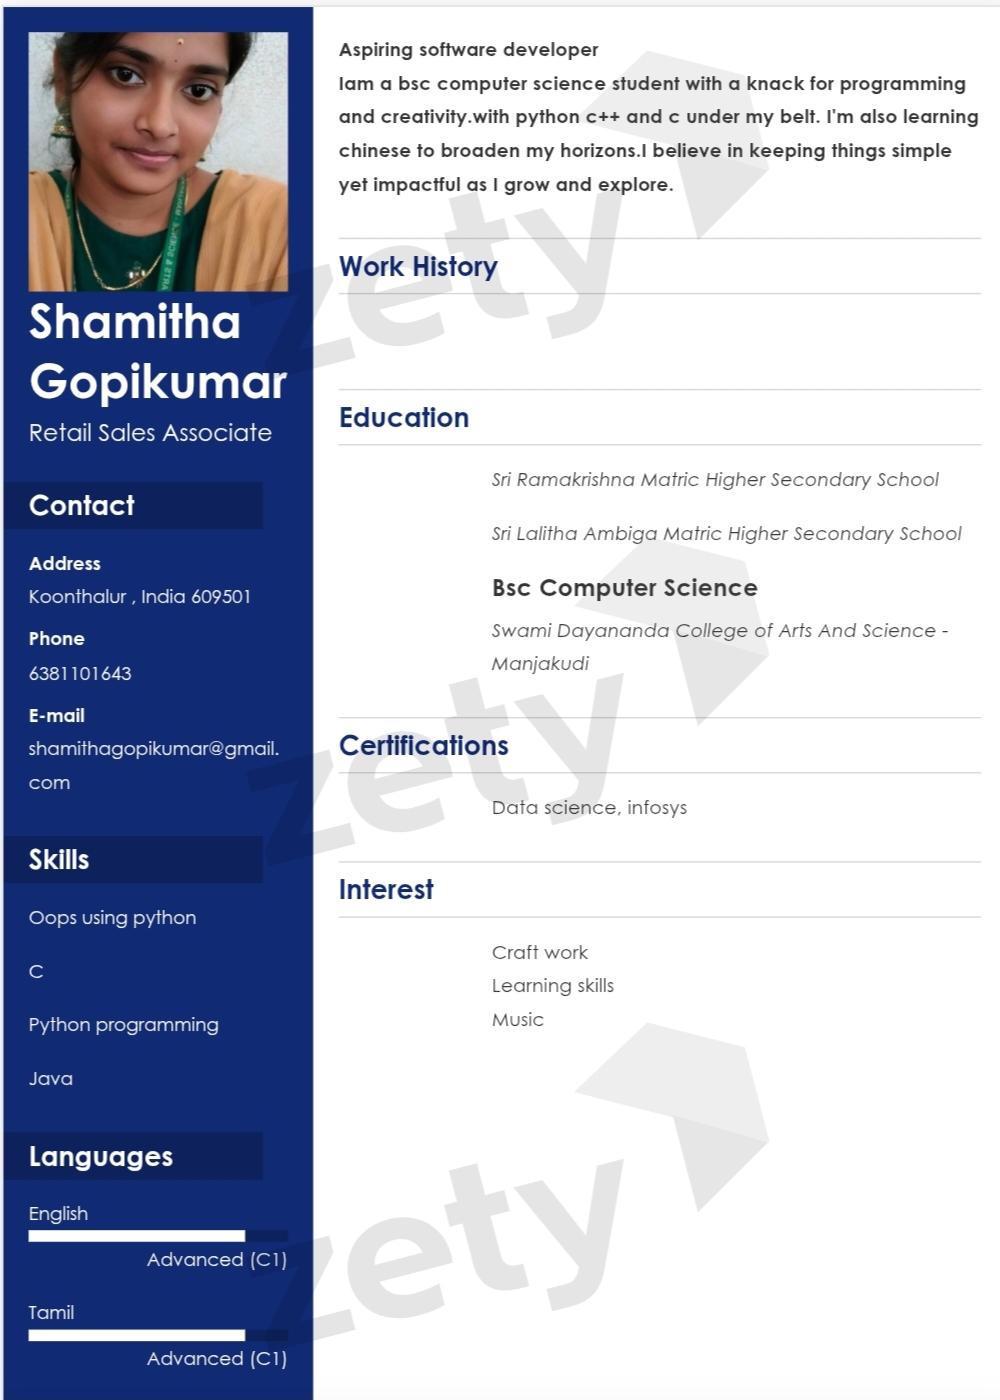 Shamitha
Gopikumar
Retail Sales Associate
Contact
Address
Koonthalur , India 609501
Phone
6381101643
E-mail
shamithagopikumar@gmail.
com
Skills
Oops using python
C
Python programming
Java
Languages
English
Advanced (C1)
Tamil
Advanced (C1)
Aspiring software developer
Iam a bsc computer science student with a knack for programming
and creativity.with python c++ and c under my belt. I'm also learning
chinese to broaden my horizons.I believe in keeping things simple
yet impactful as I grow and explore.
Work History
Education
Sri Ramakrishna Matric Higher Secondary School
Sri Lalitha Ambiga Matric Higher Secondary School
Bsc Computer Science
Swami Dayananda College of Arts And Science -
Manjakudi
Certifications
Data science, infosys
Interest
Craft work
Learning skills
Music
zety
zety
zety